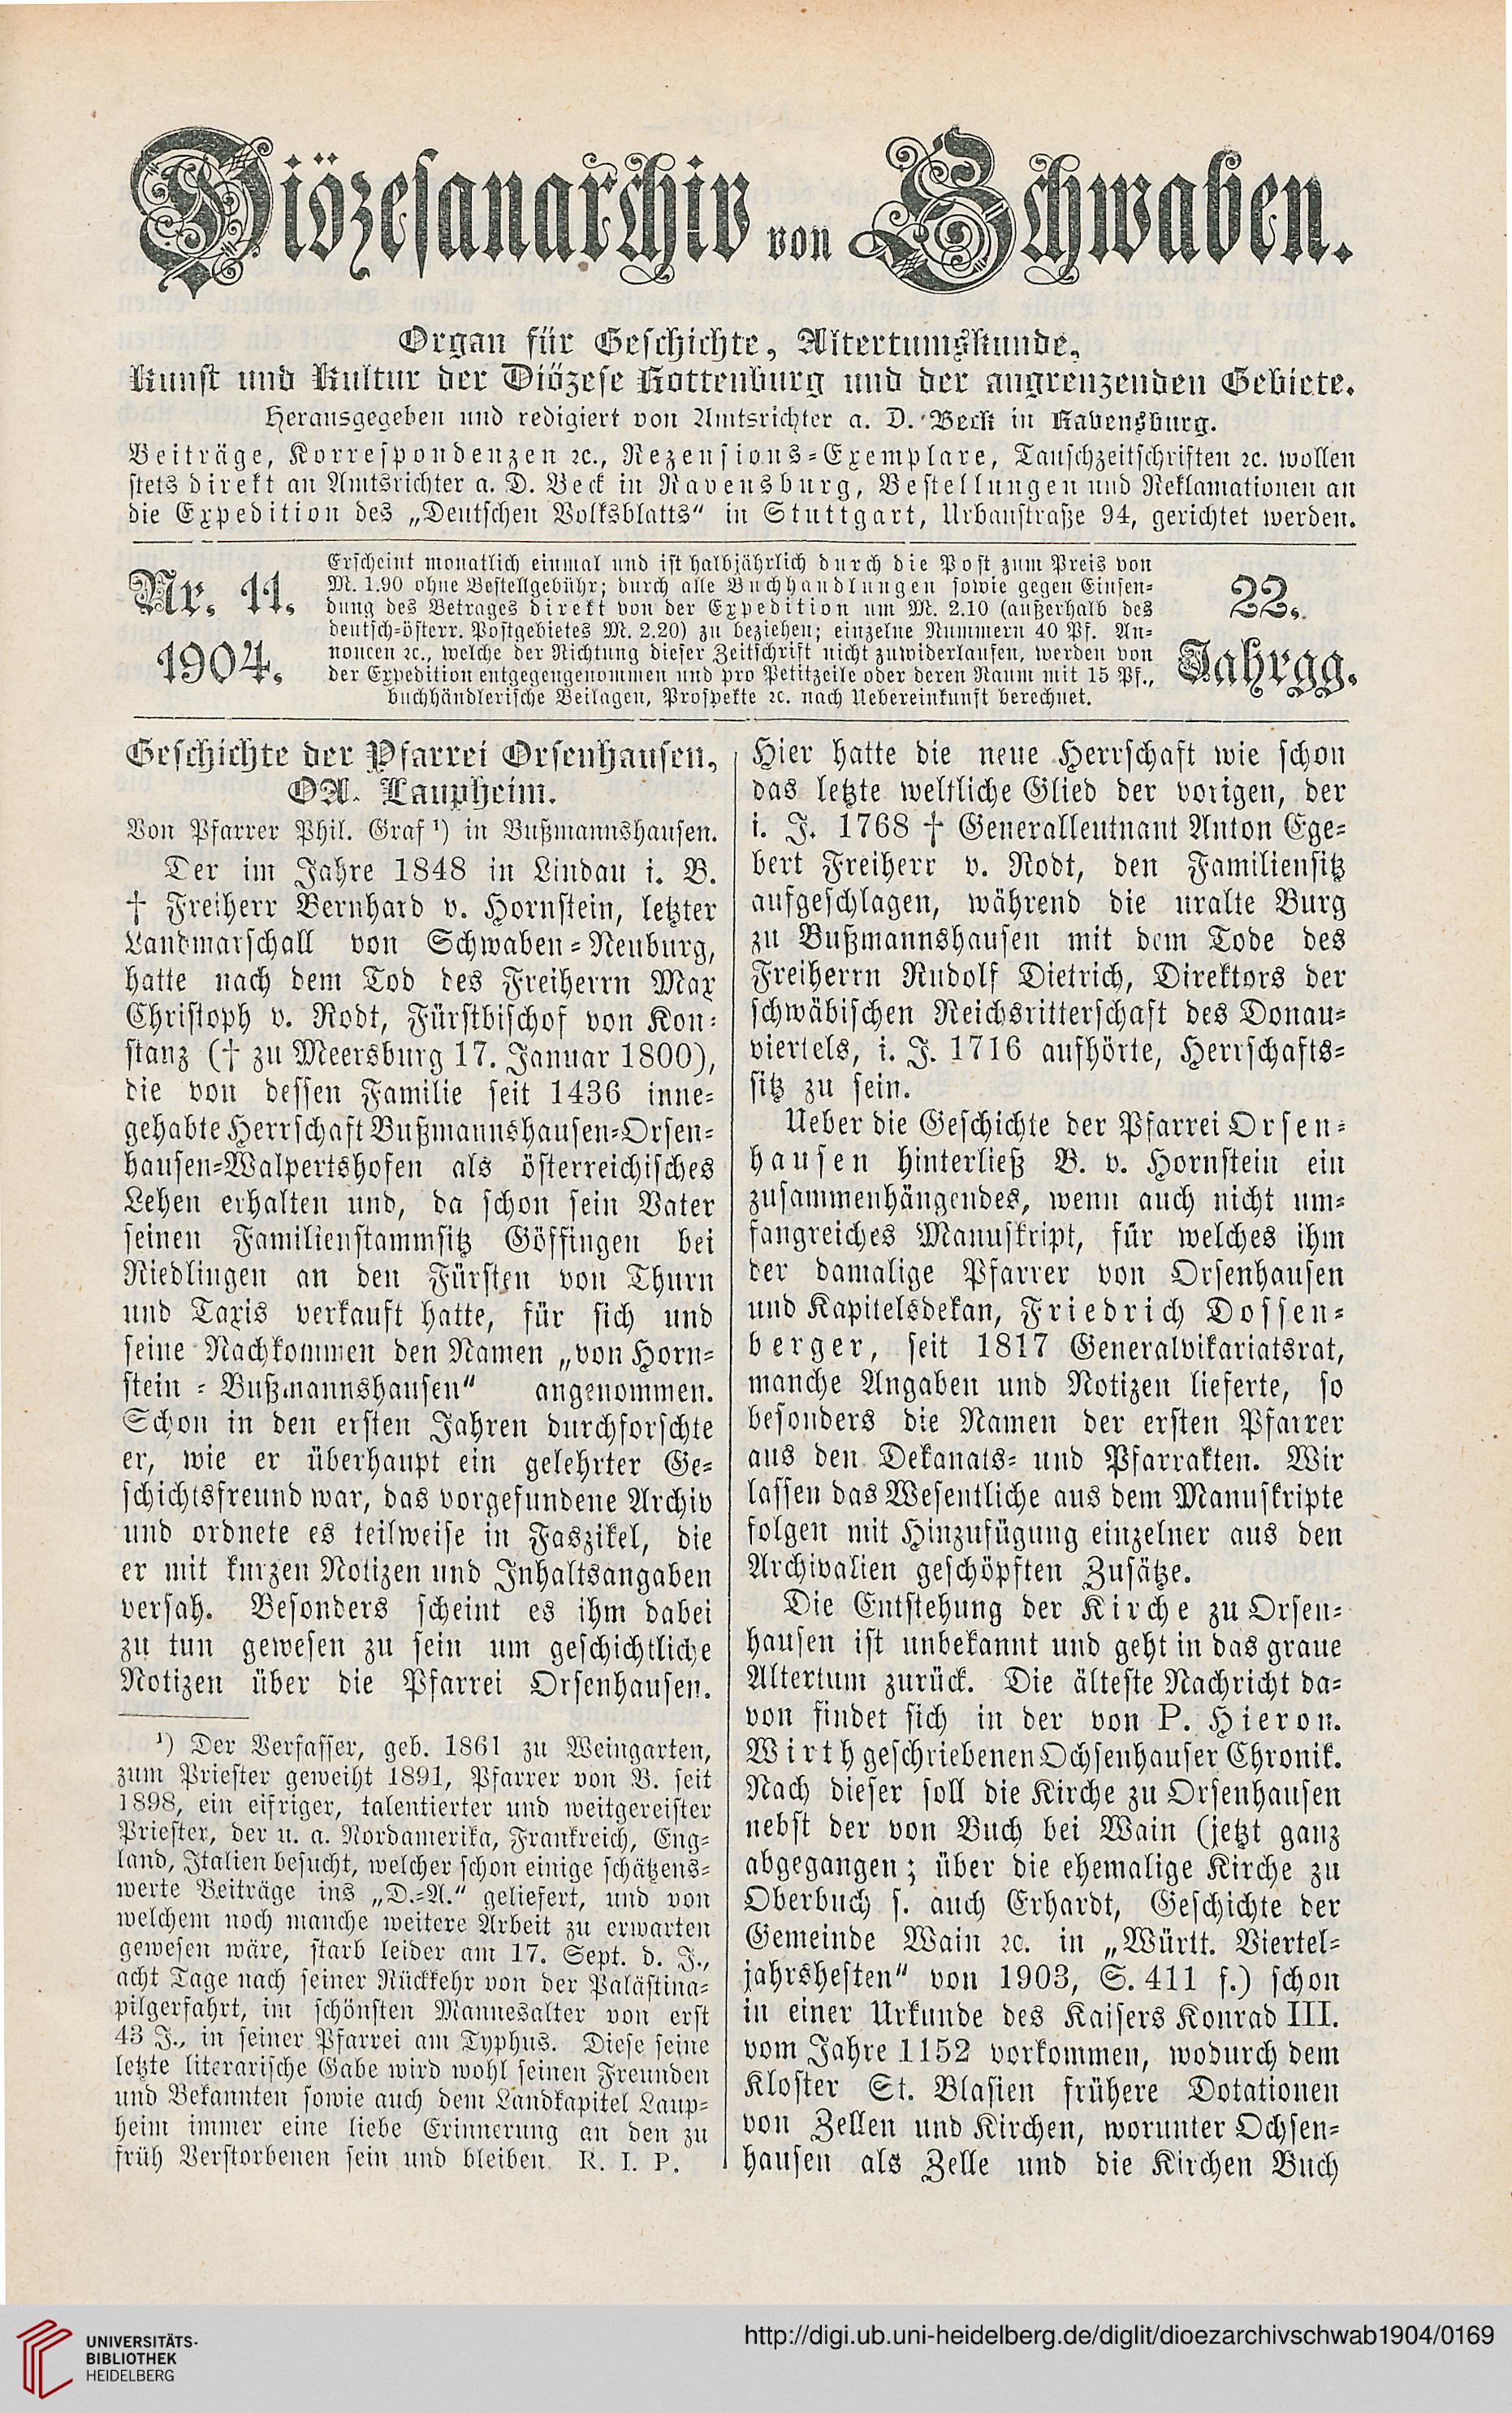 Diözesanarchiv von Schwaben.
Organ für Geschichte, Altertumskunde,
Kunst und Kultur der Diözese Rottenburg und der angrenzenden Gebiete.
Herausgegeben und redigiert von Amtsrichter a. D. Beck in Ravensburg.
Beiträge, Korrespondenzen ꝛc., Rezensions-Exemplare, Tauschzeitschriften ꝛc. wollen
stets direkt an Amtsrichter a. D. Beck in Ravensburg, Bestellungen und Reklamationen an
die Expedition des „Deutschen Volksblatts“ in Stuttgart, Urbanstraße 94, gerichtet werden.
Nr. 11.
1904.
Erscheint monatlich einmal und ist halbjährlich durch die Post zum Preis von
M. 1.90 ohne Bestellgebühr; durch alle Buchhandlungen sowie gegen Einsen-
dung des Betrages direkt von der Expedition um M. 2.10 (außerhalb des
deutsch-österr. Postgebietes M. 2.20) zu beziehen; einzelne Nummern 40 Pf. An-
noncen ꝛc., welche der Richtung dieser Zeitschrift nicht zuwiderlaufen, werden von
der Expedition entgegengenommen und pro Petitzeile oder deren Raum mit 15 Pf.,
buchhändlerische Beilagen, Prospekte ꝛc. nach Uebereinkunft berechnet.
22.
Jahrgg.
Geschichte der Pfarrei Orsenhausen,
OA. Laupheim.
Von Pfarrer Phil. Graf ¹) in Bußmannshausen.
Der im Jahre 1848 in Lindau i. B.
† Freiherr Bernhard v. Hornstein, letzter
Landmarschall von Schwaben-Neuburg,
hatte nach dem Tod des Freiherrn Max
Christoph v. Rodt, Fürstbischof von Kon-
stanz († zu Meersburg 17. Januar 1800),
die von dessen Familie seit 1436 inne-
gehabte Herrschaft Bußmannshausen-Orsen-
hausen-Walpertshofen als österreichisches
Lehen erhalten und, da schon sein Vater
seinen Familienstammsitz Göffingen bei
Riedlingen an den Fürsten von Thurn
und Taxis verkauft hatte, für sich und
seine Nachkommen den Namen „von Horn-
stein-Bußmannshausen“ angenommen.
Schon in den ersten Jahren durchforschte
er, wie er überhaupt ein gelehrter Ge-
schichtsfreund war, das vorgefundene Archiv
und ordnete es teilweise in Faszikel, die
er mit kurzen Notizen und Inhaltsangaben
versah. Besonders scheint es ihm dabei
zu tun gewesen zu sein um geschichtliche
Notizen über die Pfarrei Orsenhausen.
¹) Der Verfasser, geb. 1861 zu Weingarten,
zum Priester geweiht 1891, Pfarrer von B. seit
1898, ein eifriger, talentierter und weitgereister
Priester, der u. a. Nordamerika, Frankreich, Eng-
land, Italien besucht, welcher schon einige schätzens-
werte Beiträge ins „D.-A.“ geliefert, und von
welchem noch manche weitere Arbeit zu erwarten
gewesen wäre, starb leider am 17. Sept. d. J.,
acht Tage nach seiner Rückkehr von der Palästina-
pilgerfahrt, im schönsten Mannesalter von erst
43 J., in seiner Pfarrei am Typhus. Diese seine
letzte literarische Gabe wird wohl seinen Freunden
und Bekannten sowie auch dem Landkapitel Laup-
heim immer eine liebe Erinnerung an den zu
früh Verstorbenen sein und bleiben. R. I. P.
Hier hatte die neue Herrschaft wie schon
das letzte weltliche Glied der vorigen, der
i. J. 1768 † Generalleutnant Anton Ege-
bert Freiherr v. Rodt, den Familiensitz
aufgeschlagen, während die uralte Burg
zu Bußmannshausen mit dem Tode des
Freiherrn Rudolf Dietrich, Direktors der
schwäbischen Reichsritterschaft des Donau-
viertels, i. J. 1716 aufhörte, Herrschafts-
sitz zu sein.
Ueber die Geschichte der Pfarrei Orsen-
hausen hinterließ B. v. Hornstein ein
zusammenhängendes, wenn auch nicht um-
fangreiches Manuskript, für welches ihm
der damalige Pfarrer von Orsenhausen
und Kapitelsdekan, Friedrich Dossen-
berger, seit 1817 Generalvikariatsrat,
manche Angaben und Notizen lieferte, so
besonders die Namen der ersten Pfarrer
aus den Dekanats- und Pfarrakten. Wir
lassen das Wesentliche aus dem Manuskripte
folgen mit Hinzufügung einzelner aus den
Archivalien geschöpften Zusätze.
Die Entstehung der Kirche zu Orsen-
hausen ist unbekannt und geht in das graue
Altertum zurück. Die älteste Nachricht da-
von findet sich in der von P. Hieron.
Wirth geschriebenen Ochsenhauser Chronik.
Nach dieser soll die Kirche zu Orsenhausen
nebst der von Buch bei Wain (jetzt ganz
abgegangen; über die ehemalige Kirche zu
Oberbuch s. auch Erhardt, Geschichte der
Gemeinde Wain ꝛc. in „Württ. Viertel-
jahrsheften“ von 1903, S. 411 f.) schon
in einer Urkunde des Kaisers Konrad III.
vom Jahre 1152 vorkommen, wodurch dem
Kloster St. Blasien frühere Dotationen
von Zellen und Kirchen, worunter Ochsen-
hausen als Zelle und die Kirchen Buch
UNIVERSITÄTS-
BIBLIOTHEK
HEIDELBERG
http://digi.ub.uni-heidelberg.de/diglit/dioezarchivschwab1904/0169